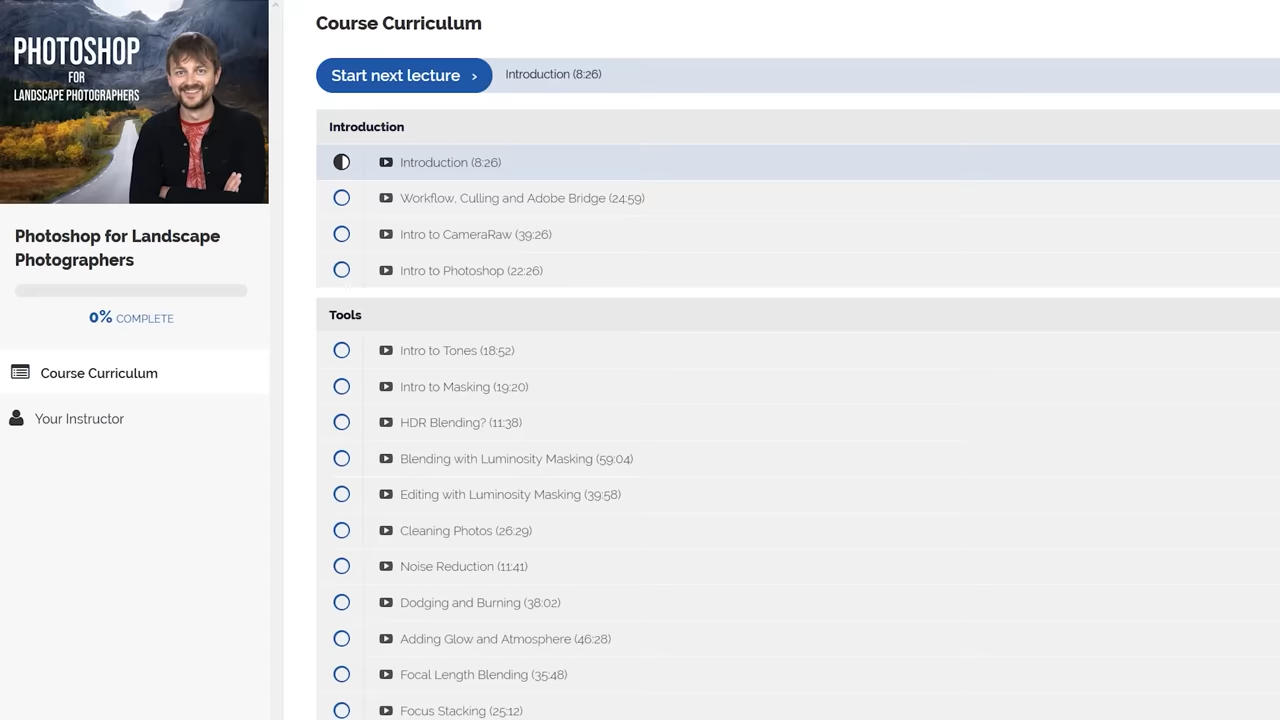 PHOTOSHOP
FOR
LANDSCAPE PHOTOGRAPHERS
Photoshop for Landscape
Photographers
0% COMPLETE
Course Curriculum
Your Instructor
Course Curriculum
Start next lecture ›
Introduction (8:26)
Introduction
Introduction (8:26)
Workflow, Culling and Adobe Bridge (24:59)
Intro to CameraRaw (39:26)
Intro to Photoshop (22:26)
Tools
Intro to Tones (18:52)
Intro to Masking (19:20)
HDR Blending? (11:38)
Blending with Luminosity Masking (59:04)
Editing with Luminosity Masking (39:58)
Cleaning Photos (26:29)
Noise Reduction (11:41)
Dodging and Burning (38:02)
Adding Glow and Atmosphere (46:28)
Focal Length Blending (35:48)
Focus Stacking (25:12)